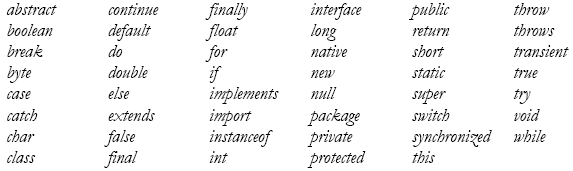 abstract continue finally interface public throw
boolean default float long return throws
break do for native short transient
byte double if new static true
case else implements null super try
catch extends import package switch void
char false instanceof private synchronized while
class final int protected this